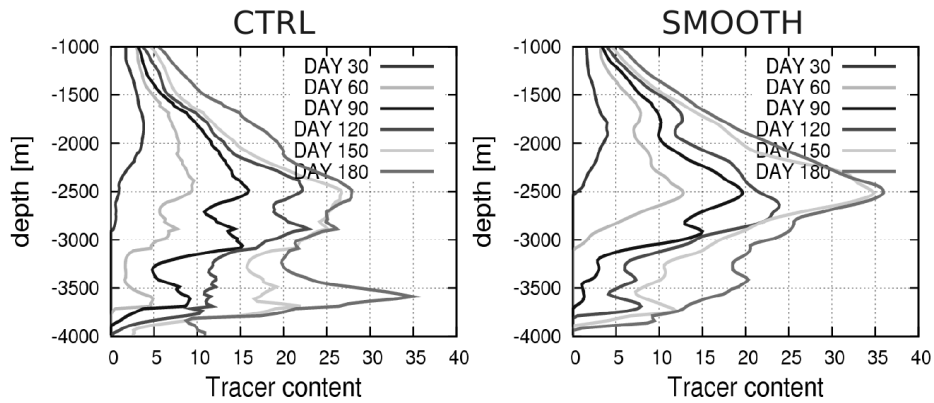 CTRL
-1000
-1500
-2000
-2500
-3000
-3500
-4000
depth [m]
DAY 30
DAY 60
DAY 90
DAY 120
DAY 150
DAY 180
0 5 10 15 20 25 30 35 40
Tracer content
SMOOTH
-1000
-1500
-2000
-2500
-3000
-3500
-4000
depth [m]
DAY 30
DAY 60
DAY 90
DAY 120
DAY 150
DAY 180
0 5 10 15 20 25 30 35 40
Tracer content